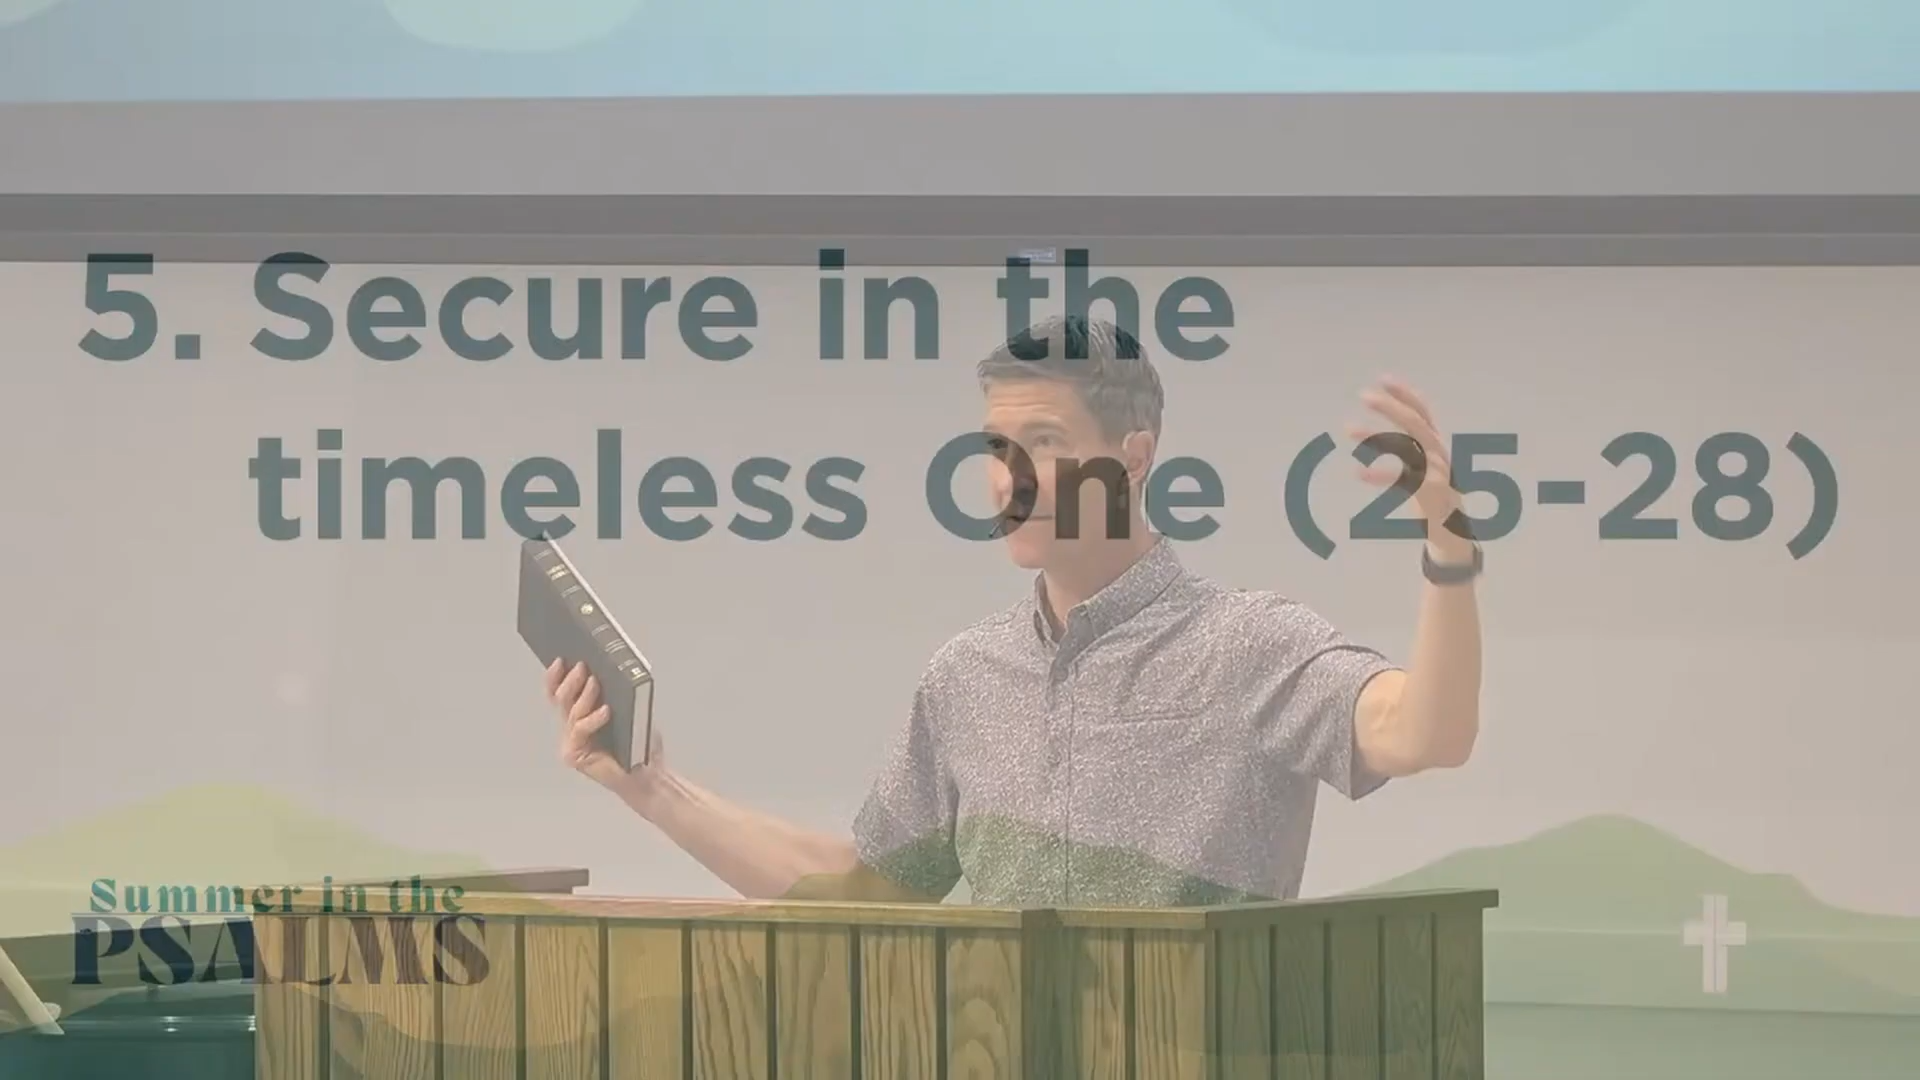 5. Secure in the
timeless One (25-28)
Summer in the
PSALMS